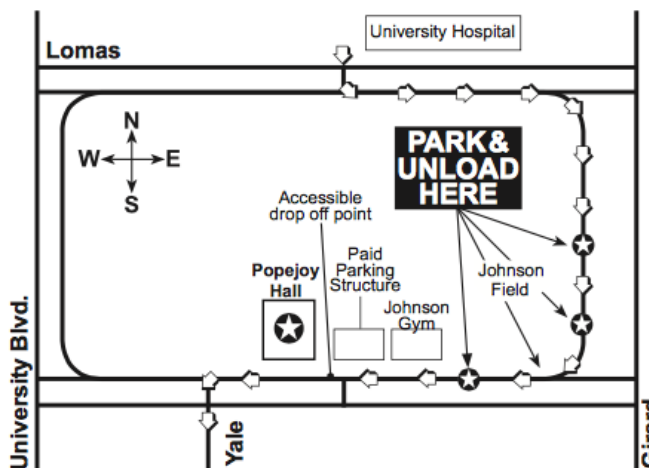 University Hospital
Lomas
N
W E
S
PARK &
UNLOAD
HERE
Accessible
drop off point
Popejoy
Hall
Paid
Parking
Structure
Johnson
Gym
Johnson
Field
University Blvd.
Yale
Girard